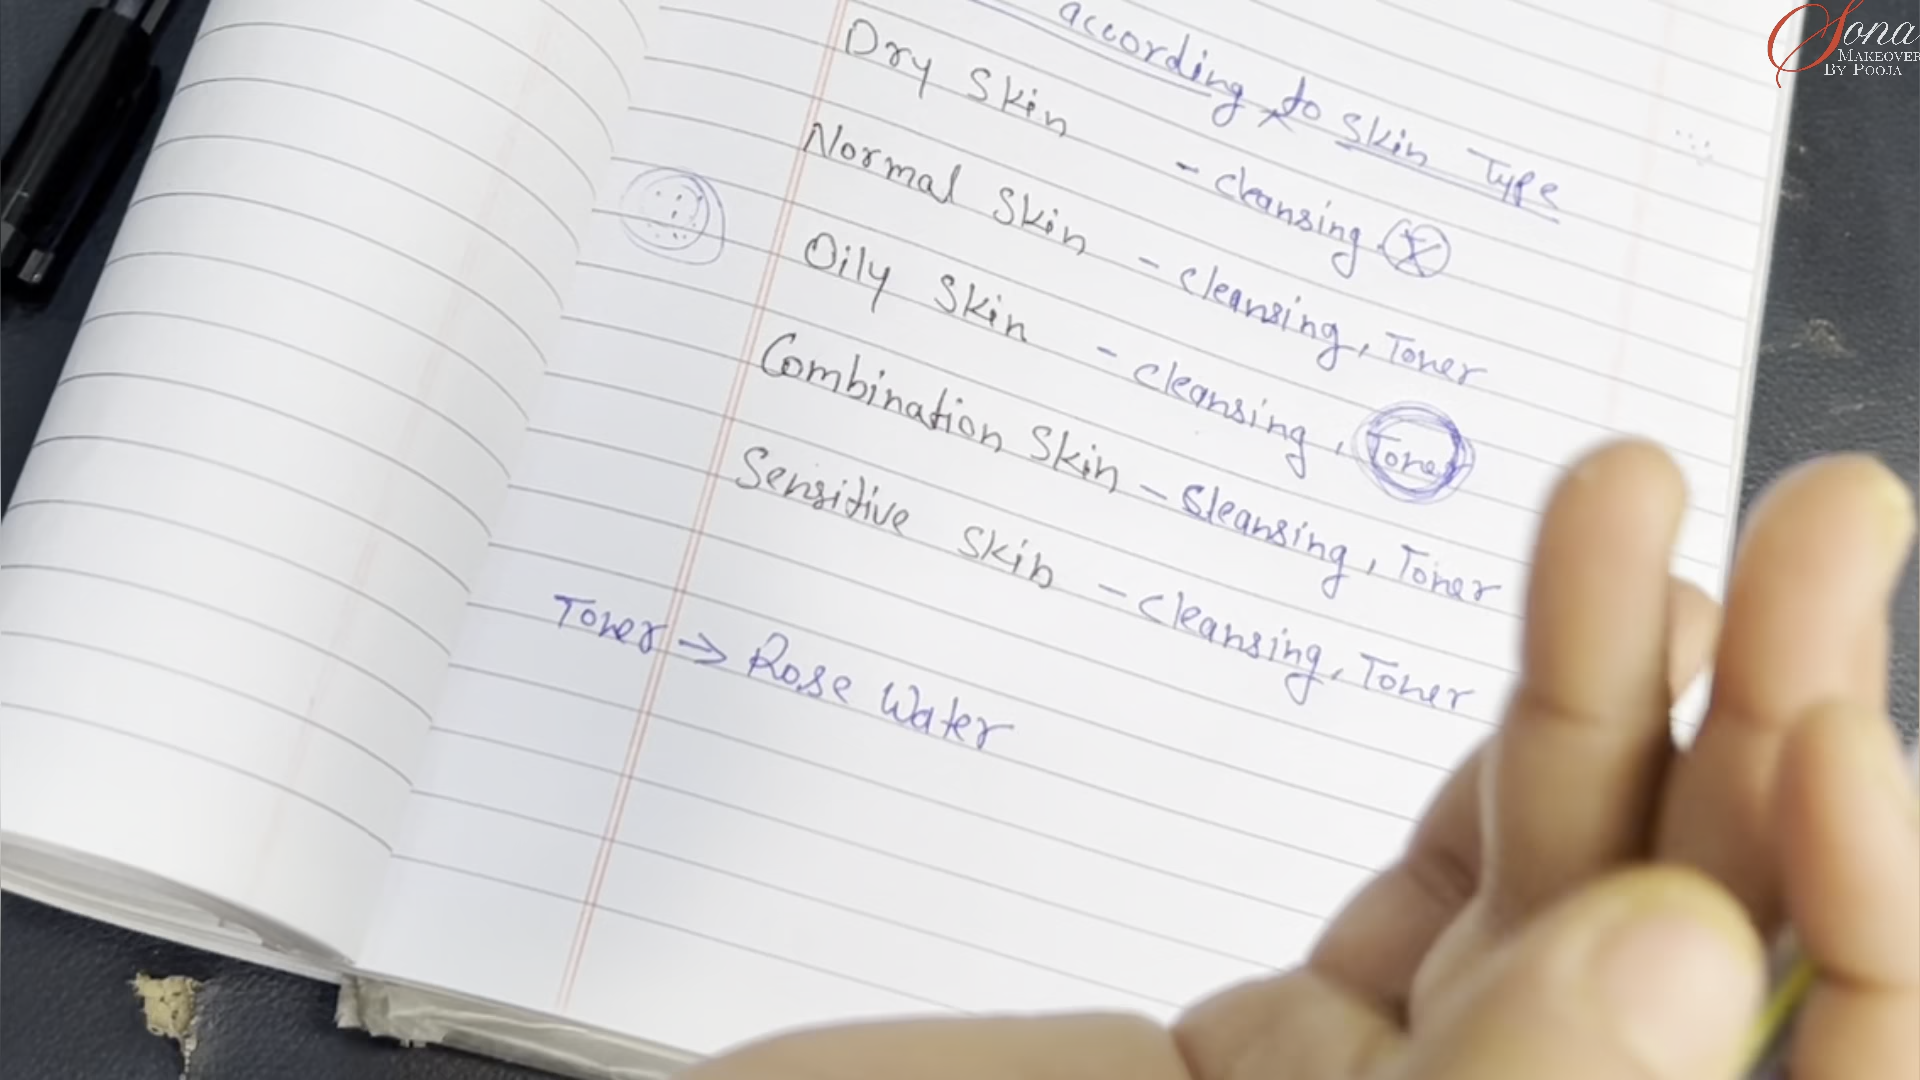 Sona
MAKEOVER
BY POOJA
according to Skin Type
Dry Skin - cleansing
Normal Skin - cleansing, Toner
Oily Skin - cleansing, Toner
Combination Skin - Sleansing, Toner
Sensitive Skin - cleansing, Toner
Toner → Rose Water